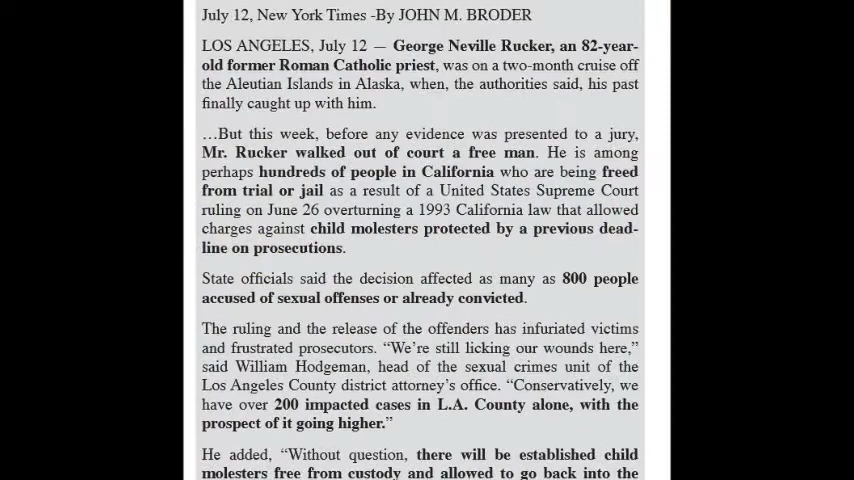 July 12, New York Times -By JOHN M. BRODER
LOS ANGELES, July 12 — George Neville Rucker, an 82-year-
old former Roman Catholic priest, was on a two-month cruise off
the Aleutian Islands in Alaska, when, the authorities said, his past
finally caught up with him.
…But this week, before any evidence was presented to a jury,
Mr. Rucker walked out of court a free man. He is among
perhaps hundreds of people in California who are being freed
from trial or jail as a result of a United States Supreme Court
ruling on June 26 overturning a 1993 California law that allowed
charges against child molesters protected by a previous dead-
line on prosecutions.
State officials said the decision affected as many as 800 people
accused of sexual offenses or already convicted.
The ruling and the release of the offenders has infuriated victims
and frustrated prosecutors. “We’re still licking our wounds here,”
said William Hodgeman, head of the sexual crimes unit of the
Los Angeles County district attorney’s office. “Conservatively, we
have over 200 impacted cases in L.A. County alone, with the
prospect of it going higher.”
He added, “Without question, there will be established child
molesters free from custody and allowed to go back into the